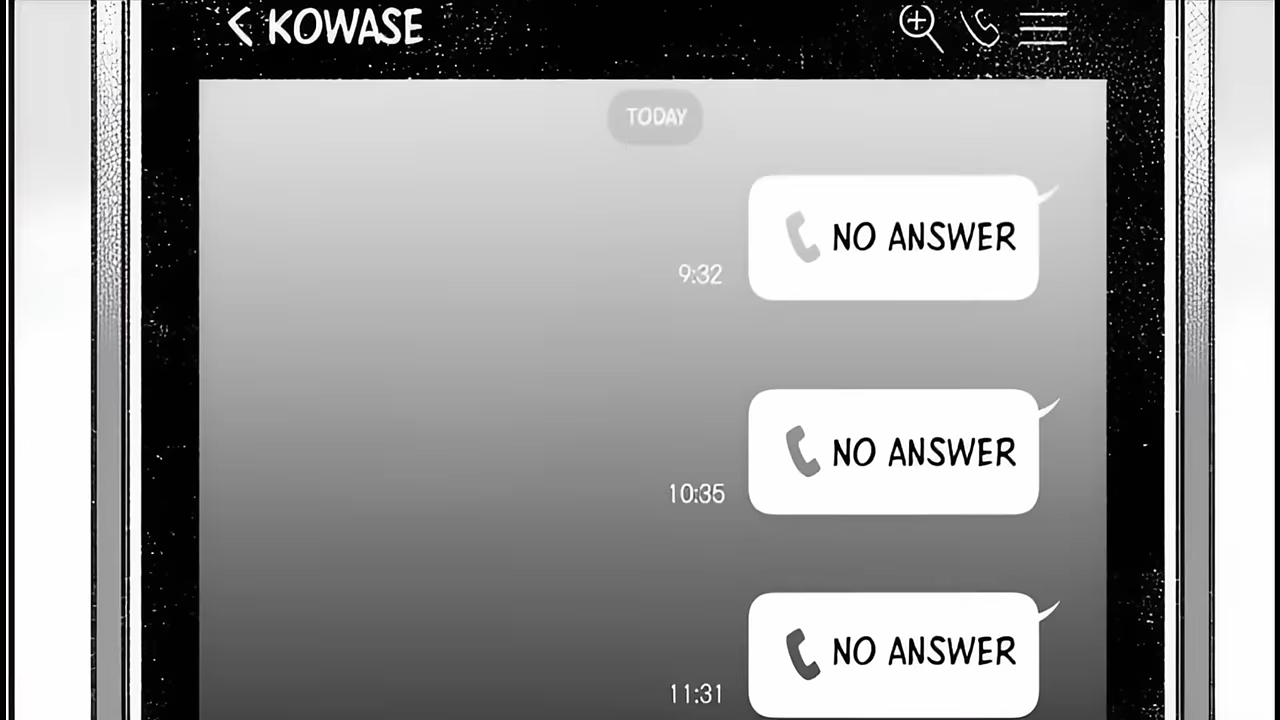 KOWASE
TODAY
NO ANSWER
9:32
NO ANSWER
10:35
NO ANSWER
11:31